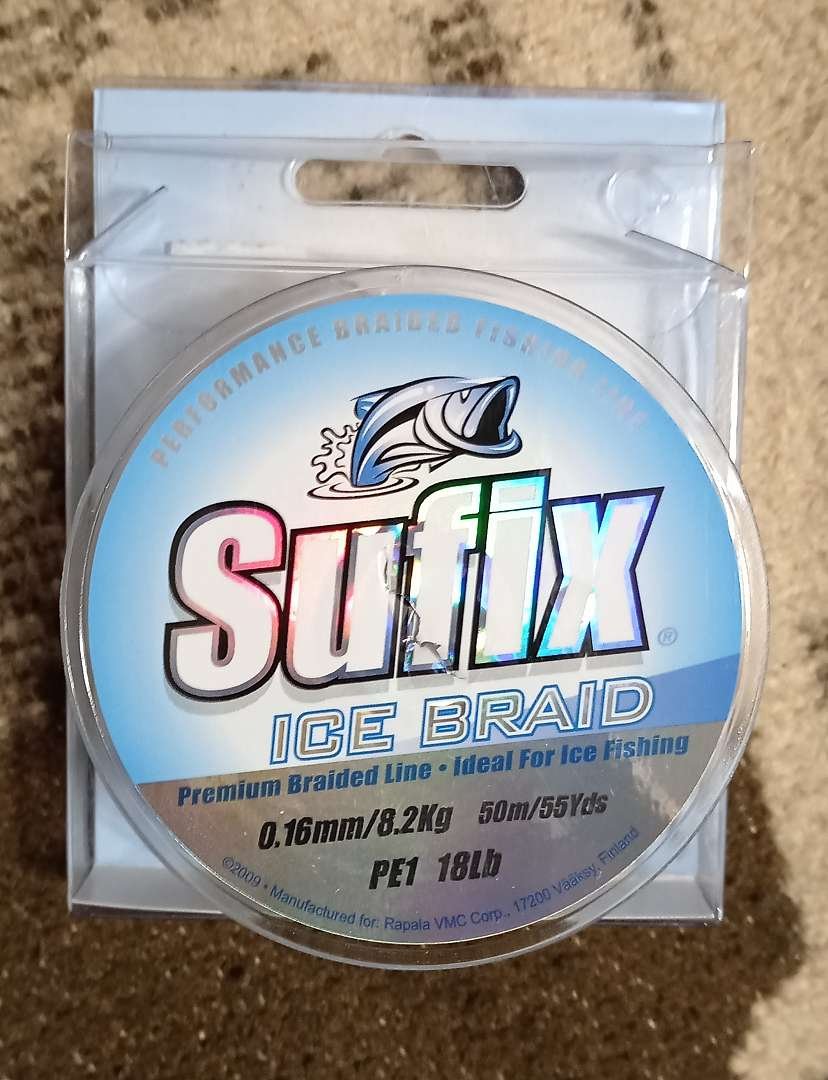 PERFORMANCE BRAIDED FISHING LINE
Sufix®
ICE BRAID
Premium Braided Line • Ideal For Ice Fishing
0.16mm/8.2Kg 50m/55Yds
PE1 18Lb
©2009 • Manufactured for: Rapala VMC Corp., 17200 Vääksy, Finland